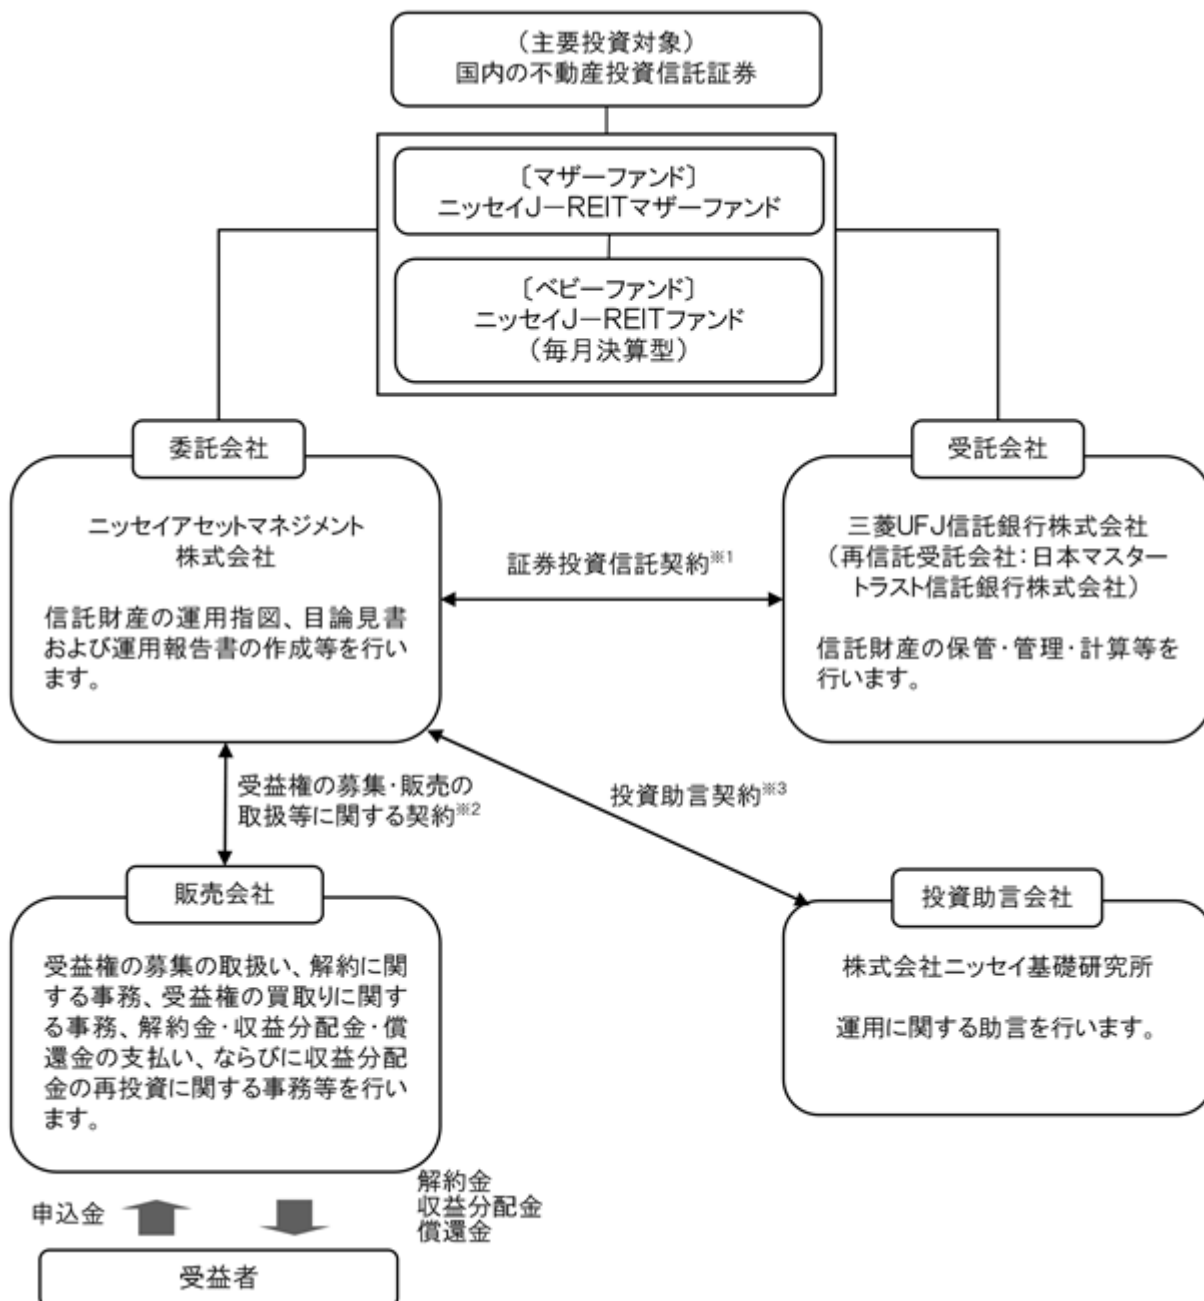 （主要投資対象）
国内の不動産投資信託証券
〔マザーファンド〕
ニッセイJ－REITマザーファンド
〔ベビーファンド〕
ニッセイJ－REITファンド
（毎月決算型）
委託会社
ニッセイアセットマネジメント
株式会社
信託財産の運用指図、目論見書
および運用報告書の作成等を行い
ます。
証券投資信託契約※1
受託会社
三菱UFJ信託銀行株式会社
（再信託受託会社：日本マスター
トラスト信託銀行株式会社）
信託財産の保管・管理・計算等を
行います。
受益権の募集・販売の
取扱等に関する契約※2
投資助言契約※3
販売会社
受益権の募集の取扱い、解約に関
する事務、受益権の買取りに関す
る事務、解約金・収益分配金・償
還金の支払い、ならびに収益分配
金の再投資に関する事務等を行い
ます。
投資助言会社
株式会社ニッセイ基礎研究所
運用に関する助言を行います。
申込金
解約金
収益分配金
償還金
受益者